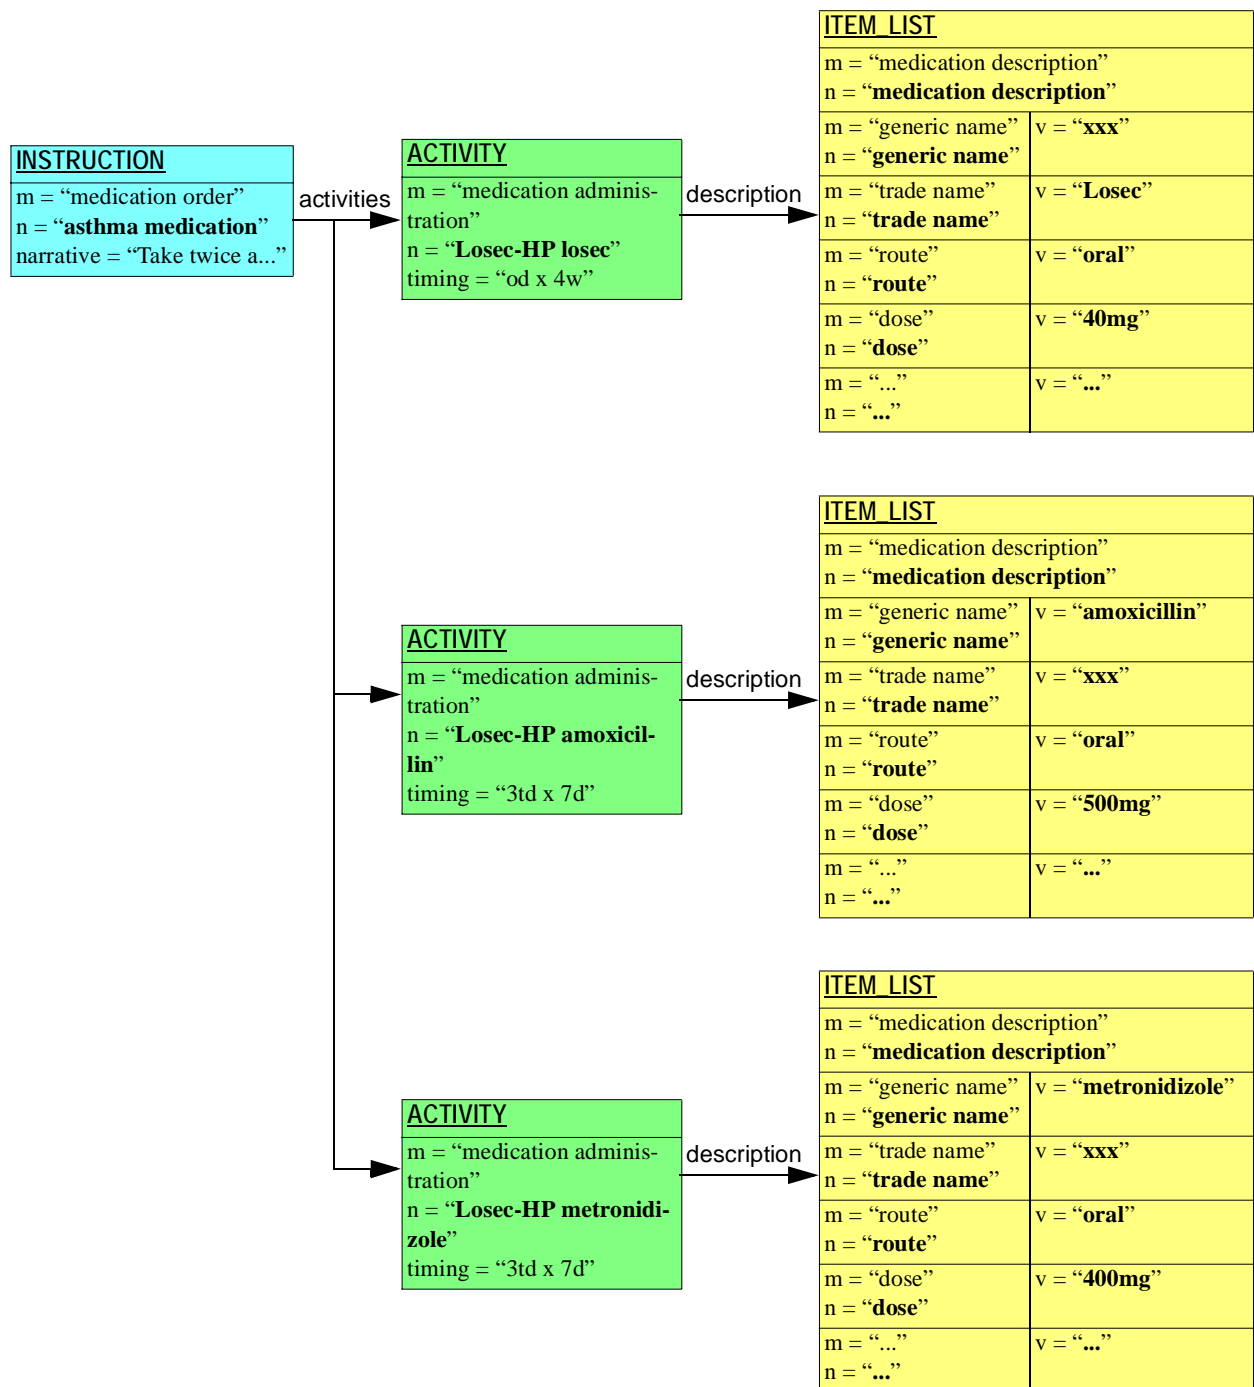 INSTRUCTION
m = “medication order”
n = “asthma medication”
narrative = “Take twice a...”
activities
ACTIVITY
m = “medication adminis-
tration”
n = “Losec-HP losec”
timing = “od x 4w”
description
ITEM_LIST
m = “medication description”
n = “medication description”
m = “generic name” v = “xxx”
n = “generic name”
m = “trade name” v = “Losec”
n = “trade name”
m = “route” v = “oral”
n = “route”
m = “dose” v = “40mg”
n = “dose”
m = “...” v = “...”
n = “...”
ACTIVITY
m = “medication adminis-
tration”
n = “Losec-HP amoxicil-
lin”
timing = “3td x 7d”
description
ITEM_LIST
m = “medication description”
n = “medication description”
m = “generic name” v = “amoxicillin”
n = “generic name”
m = “trade name” v = “xxx”
n = “trade name”
m = “route” v = “oral”
n = “route”
m = “dose” v = “500mg”
n = “dose”
m = “...” v = “...”
n = “...”
ACTIVITY
m = “medication adminis-
tration”
n = “Losec-HP metronidi-
zole”
timing = “3td x 7d”
description
ITEM_LIST
m = “medication description”
n = “medication description”
m = “generic name” v = “metronidizole”
n = “generic name”
m = “trade name” v = “xxx”
n = “trade name”
m = “route” v = “oral”
n = “route”
m = “dose” v = “400mg”
n = “dose”
m = “...” v = “...”
n = “...”